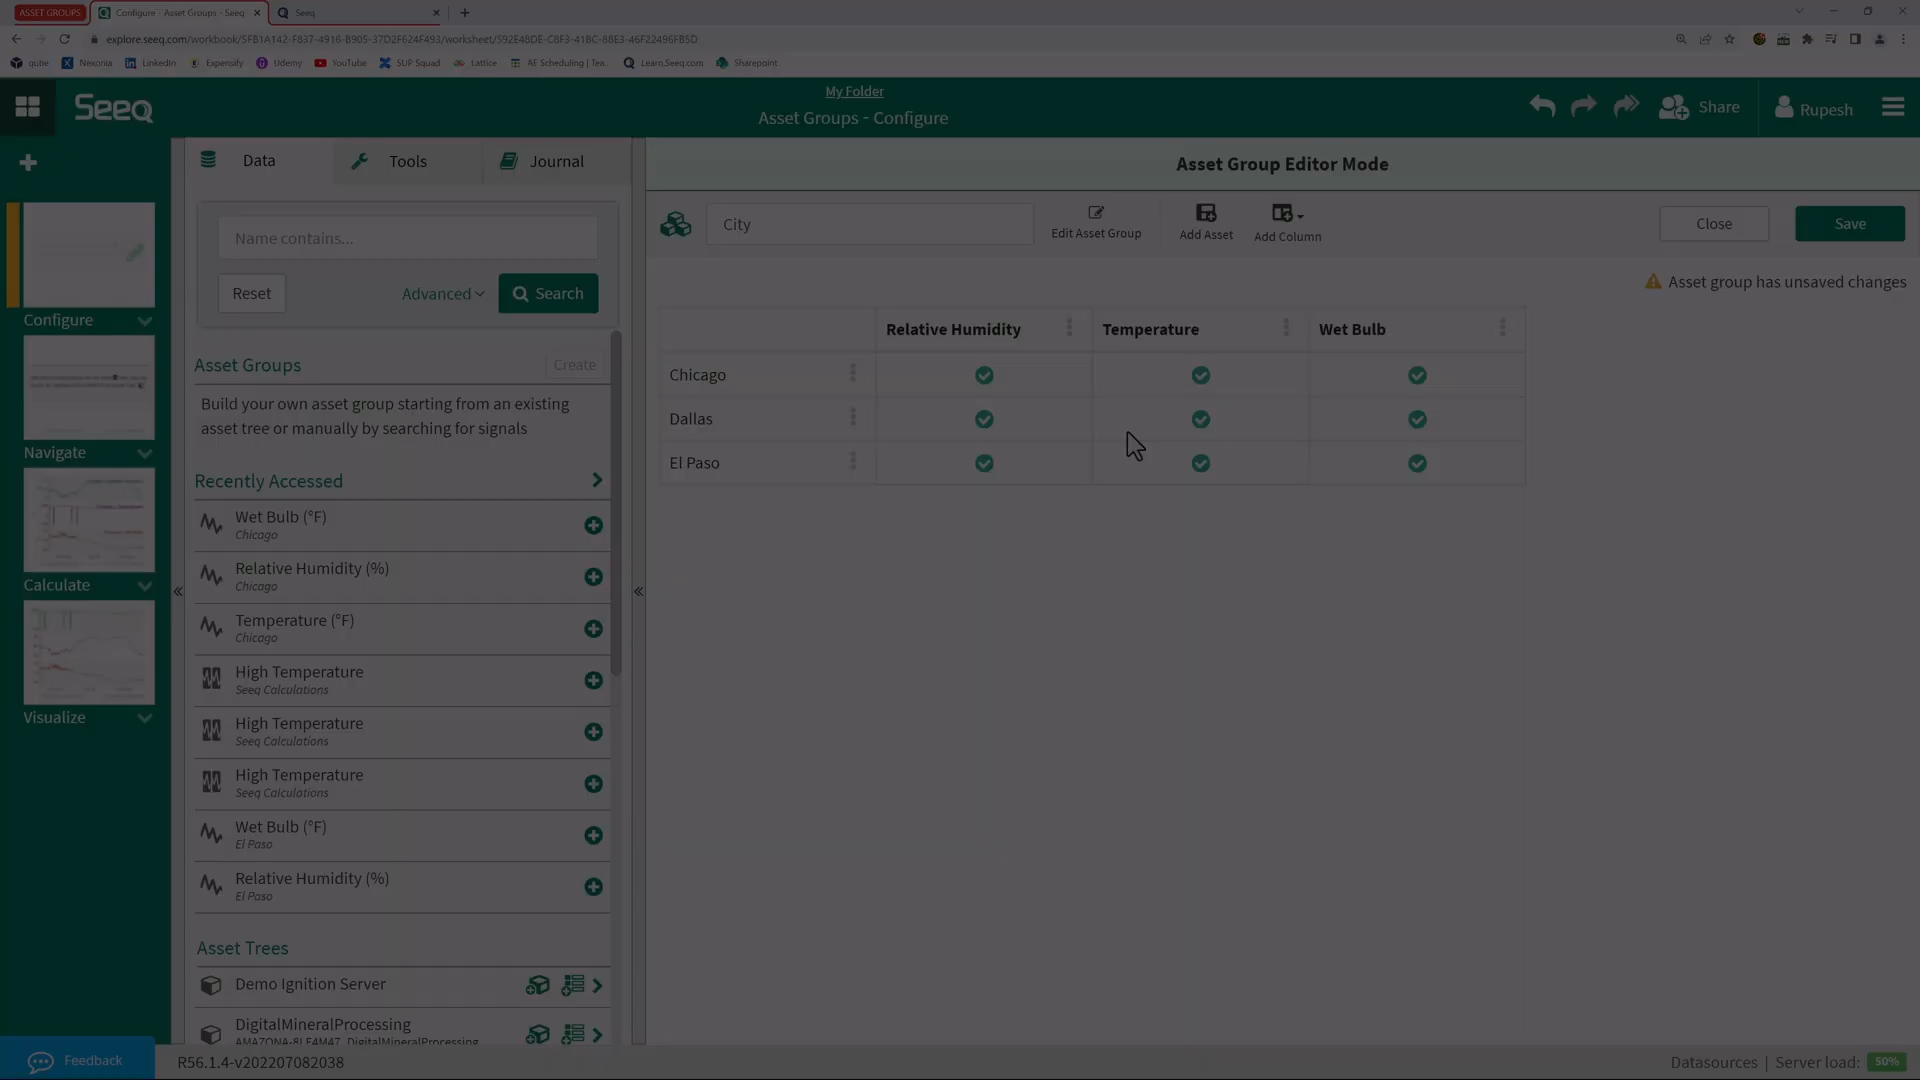 ASSET GROUPS
Configure - Asset Groups - Seeq
Seeq
explore.seeq.com/workbook/5FB1A142-F837-4916-B905-37D2F624F493/worksheet/592E48DE-C8F3-41BC-88E3-46F22496FB5D
qube
Nexonia
LinkedIn
Expensify
Udemy
YouTube
SUP Squad
Lattice
AE Scheduling | Tea...
Learn.Seeq.com
Sharepoint
Seeq
My Folder
Asset Groups - Configure
Share
Rupesh
Configure
Navigate
Calculate
Visualize
Data
Tools
Journal
Name contains...
Reset
Advanced
Search
Asset Groups
Create
Build your own asset group starting from an existing
asset tree or manually by searching for signals
Recently Accessed
Wet Bulb (°F)
Chicago
Relative Humidity (%)
Chicago
Temperature (°F)
Chicago
High Temperature
Seeq Calculations
High Temperature
Seeq Calculations
High Temperature
Seeq Calculations
Wet Bulb (°F)
El Paso
Relative Humidity (%)
El Paso
Asset Trees
Demo Ignition Server
DigitalMineralProcessing
Asset Group Editor Mode
City
Edit Asset Group
Add Asset
Add Column
Close
Save
Asset group has unsaved changes
Relative Humidity
Temperature
Wet Bulb
Chicago
Dallas
El Paso
Feedback
R56.1.4-v202207082038
Datasources | Server load: 50%